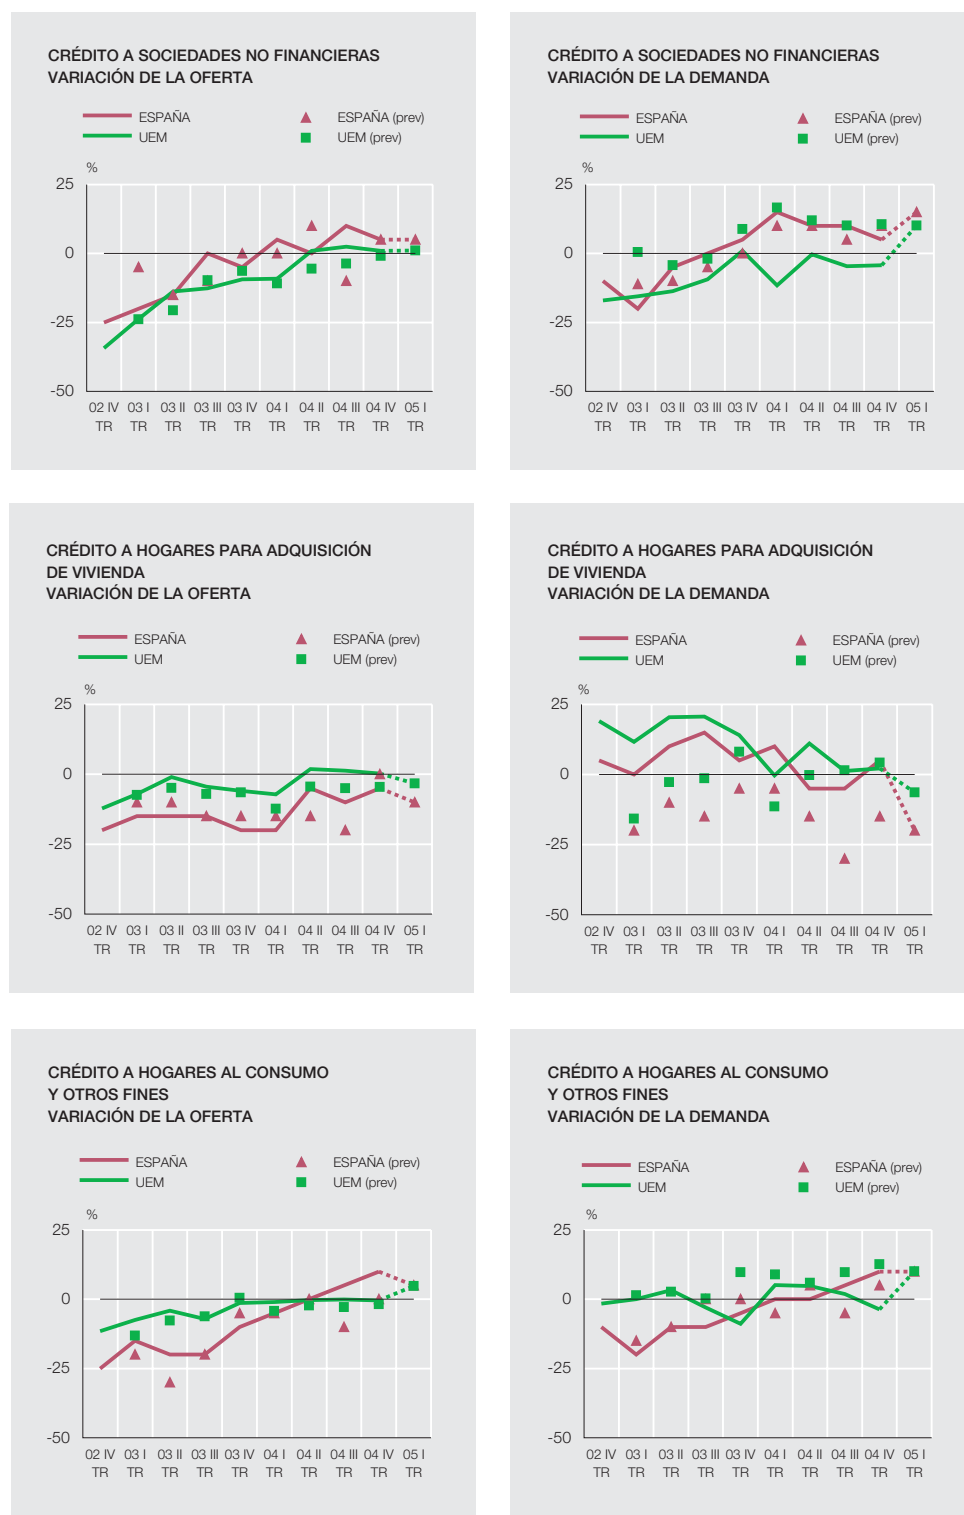 CRÉDITO A SOCIEDADES NO FINANCIERAS
VARIACIÓN DE LA OFERTA
ESPAÑA
ESPAÑA (prev)
UEM
UEM (prev)
%
25
0
-25
-50
02 IV 03 I 03 II 03 III 03 IV 04 I 04 II 04 III 04 IV 05 I
TR TR TR TR TR TR TR TR TR TR
CRÉDITO A SOCIEDADES NO FINANCIERAS
VARIACIÓN DE LA DEMANDA
ESPAÑA
ESPAÑA (prev)
UEM
UEM (prev)
%
25
0
-25
-50
02 IV 03 I 03 II 03 III 03 IV 04 I 04 II 04 III 04 IV 05 I
TR TR TR TR TR TR TR TR TR TR
CRÉDITO A HOGARES PARA ADQUISICIÓN
DE VIVIENDA
VARIACIÓN DE LA OFERTA
ESPAÑA
ESPAÑA (prev)
UEM
UEM (prev)
%
25
0
-25
-50
02 IV 03 I 03 II 03 III 03 IV 04 I 04 II 04 III 04 IV 05 I
TR TR TR TR TR TR TR TR TR TR
CRÉDITO A HOGARES PARA ADQUISICIÓN
DE VIVIENDA
VARIACIÓN DE LA DEMANDA
ESPAÑA
ESPAÑA (prev)
UEM
UEM (prev)
%
25
0
-25
-50
02 IV 03 I 03 II 03 III 03 IV 04 I 04 II 04 III 04 IV 05 I
TR TR TR TR TR TR TR TR TR TR
CRÉDITO A HOGARES AL CONSUMO
Y OTROS FINES
VARIACIÓN DE LA OFERTA
ESPAÑA
ESPAÑA (prev)
UEM
UEM (prev)
%
25
0
-25
-50
02 IV 03 I 03 II 03 III 03 IV 04 I 04 II 04 III 04 IV 05 I
TR TR TR TR TR TR TR TR TR TR
CRÉDITO A HOGARES AL CONSUMO
Y OTROS FINES
VARIACIÓN DE LA DEMANDA
ESPAÑA
ESPAÑA (prev)
UEM
UEM (prev)
%
25
0
-25
-50
02 IV 03 I 03 II 03 III 03 IV 04 I 04 II 04 III 04 IV 05 I
TR TR TR TR TR TR TR TR TR TR